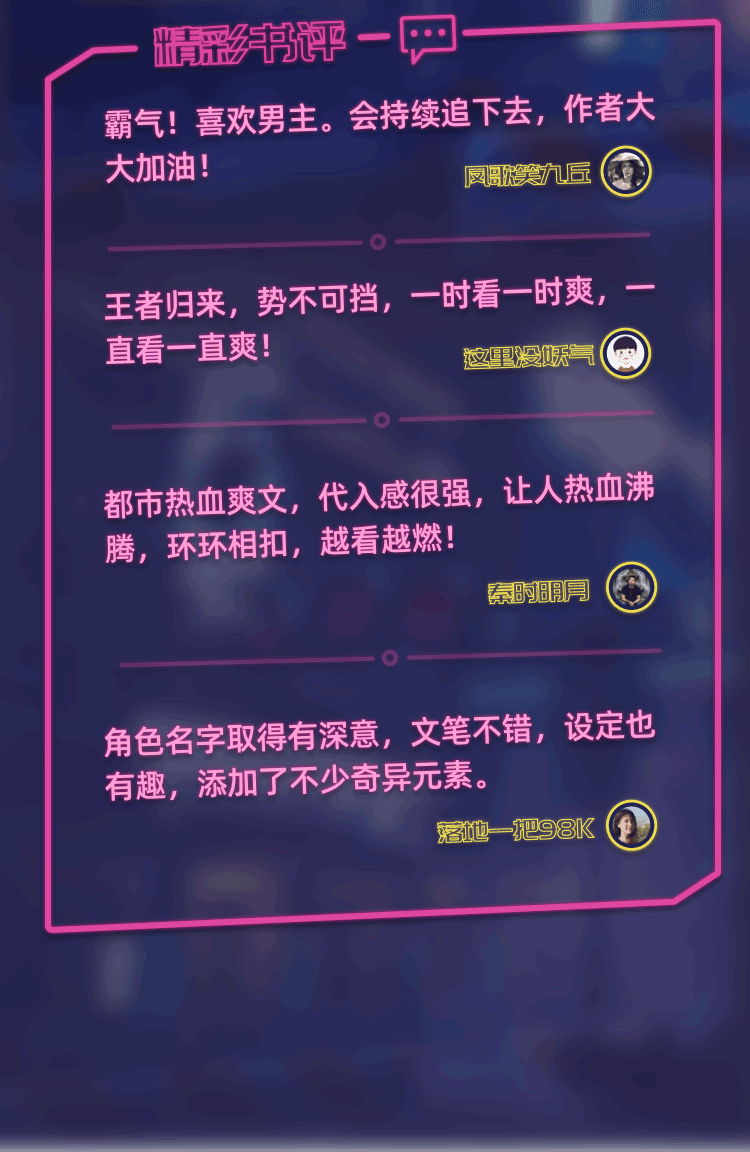 精彩书评
霸气！喜欢男主。会持续追下去，作者大
大加油！
凤歌笑九丘
王者归来，势不可挡，一时看一时爽，一
直看一直爽！
这里没妖气
都市热血爽文，代入感很强，让人热血沸
腾，环环相扣，越看越燃！
秦时明月
角色名字取得有深意，文笔不错，设定也
有趣，添加了不少奇异元素。
落地一把98K